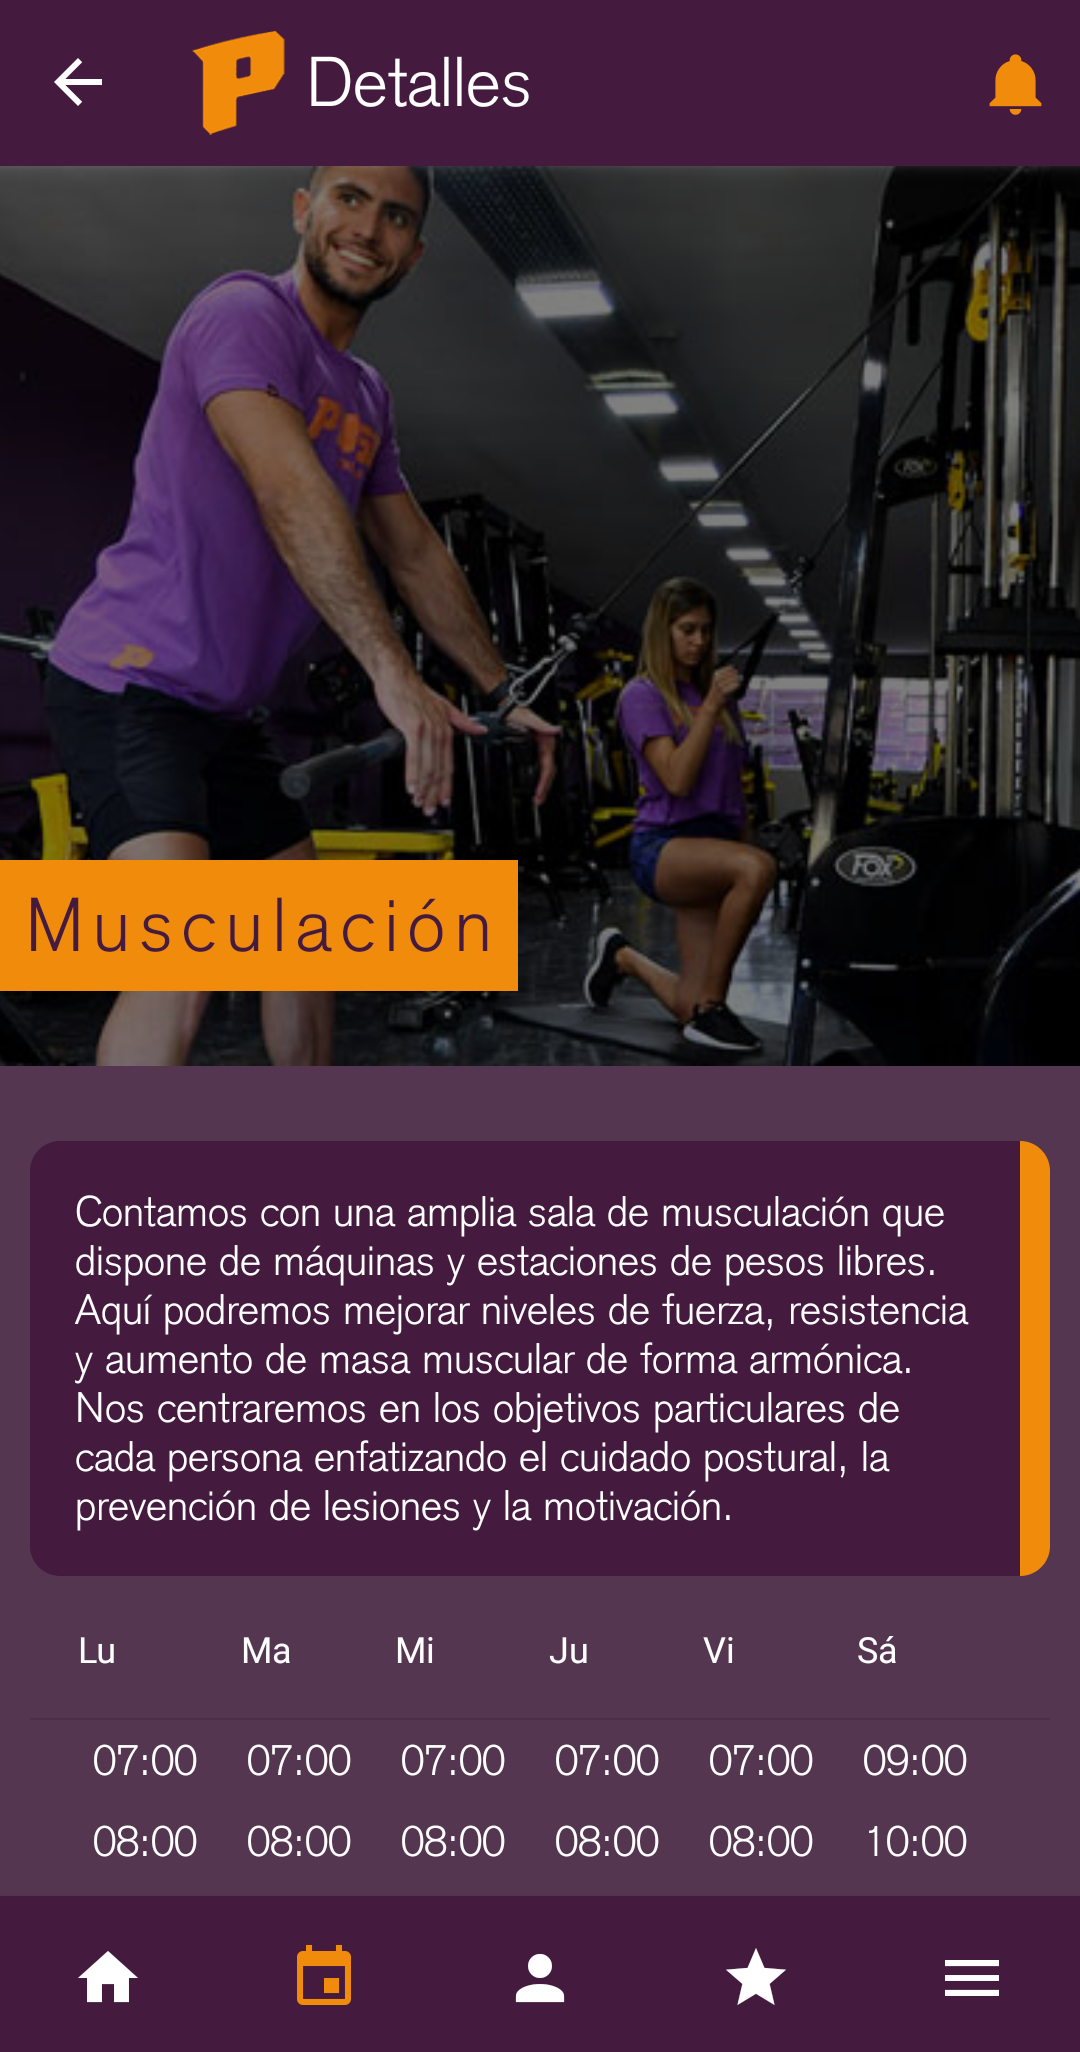 P Detalles
FOX
FOX
Musculación
Contamos con una amplia sala de musculación que
dispone de máquinas y estaciones de pesos libres.
Aquí podremos mejorar niveles de fuerza, resistencia
y aumento de masa muscular de forma armónica.
Nos centraremos en los objetivos particulares de
cada persona enfatizando el cuidado postural, la
prevención de lesiones y la motivación.
Lu Ma Mi Ju Vi Sá
07:00 07:00 07:00 07:00 07:00 09:00
08:00 08:00 08:00 08:00 08:00 10:00